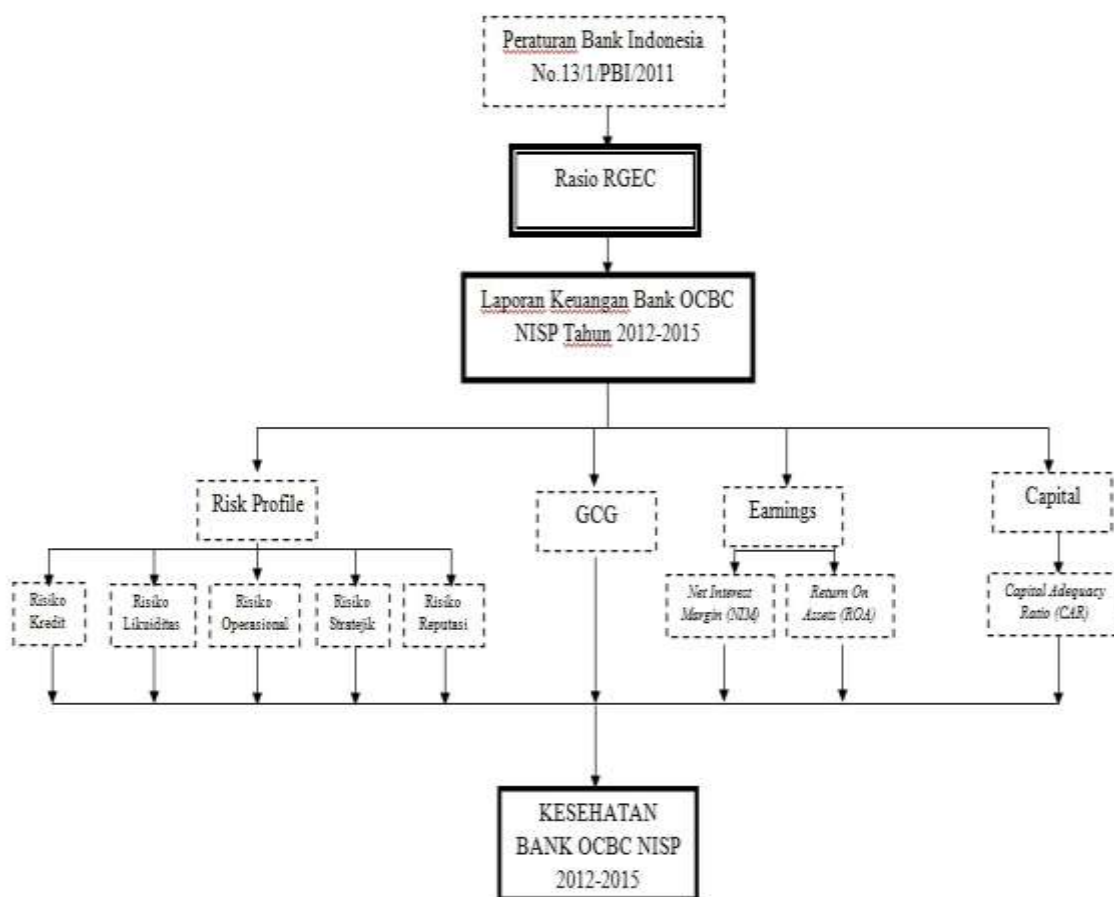 Peraturan Bank Indonesia
No.13/1/PBI/2011
Rasio RGEC
Laporan Keuangan Bank OCBC
NISP Tahun 2012-2015
Risk Profile
GCG
Earnings
Capital
Risiko
Kredit
Risiko
Likuiditas
Risiko
Operasional
Risiko
Stratejik
Risiko
Reputasi
Net Interest
Margin (NIM)
Return On
Assets (ROA)
Capital Adequacy
Ratio (CAR)
KESEHATAN
BANK OCBC NISP
2012-2015